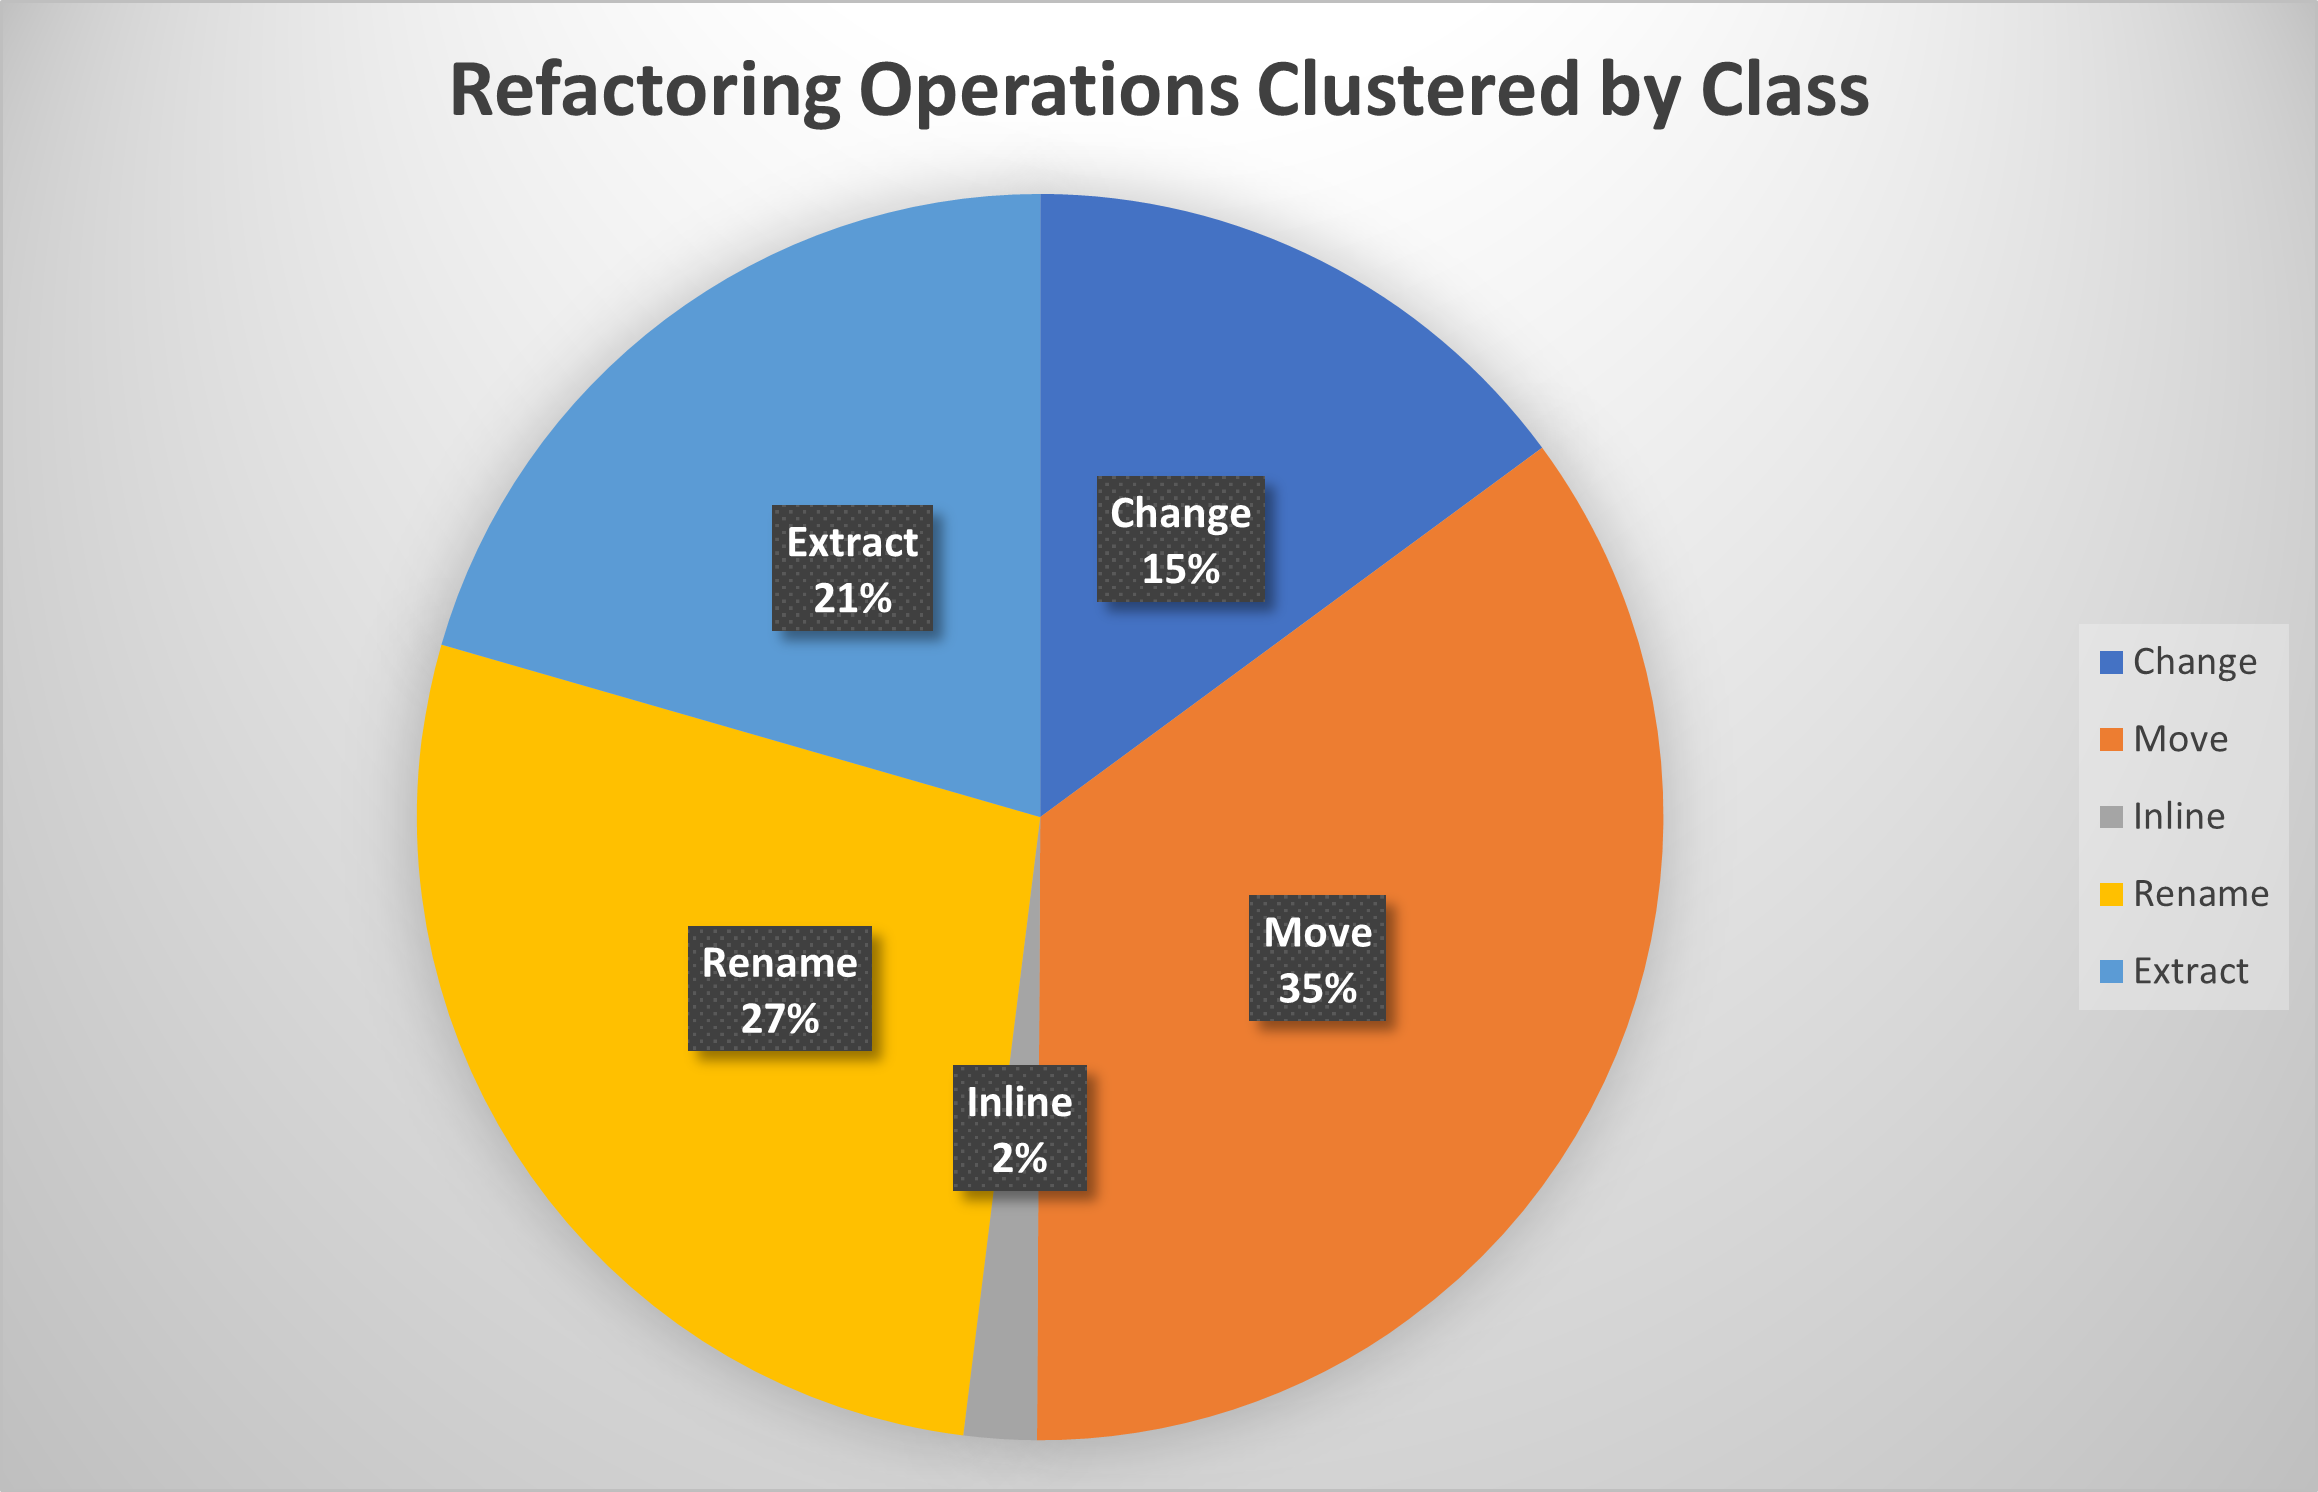 Refactoring Operations Clustered by Class
Extract
21%
Change
15%
Move
35%
Rename
27%
Inline
2%
Change
Move
Inline
Rename
Extract